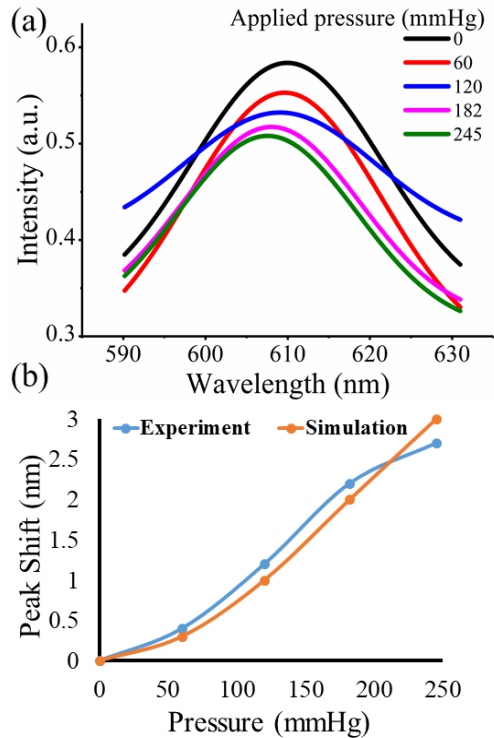 (a)
Applied pressure (mmHg)
0
60
120
182
245
0.6
0.5
0.4
0.3
Intensity (a.u.)
590 600 610 620 630
Wavelength (nm)
(b)
Experiment Simulation
3
2.5
2
1.5
1
0.5
0
Peak Shift (nm)
0 50 100 150 200 250
Pressure (mmHg)